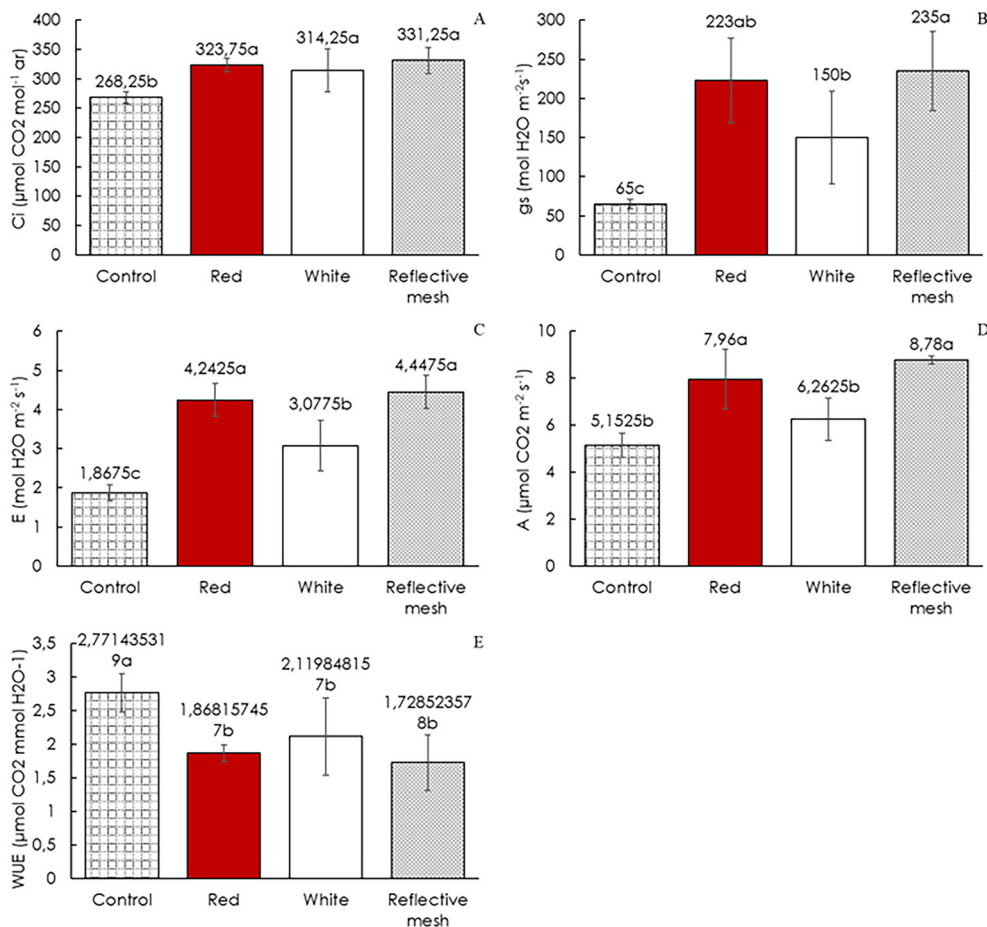 A
Ci (µmol CO2 mol⁻¹ ar)
400
350
300
250
200
150
100
50
0
268,25b
323,75a
314,25a
331,25a
Control
Red
White
Reflective
mesh
B
gs (mol H2O m⁻²s⁻¹)
300
250
200
150
100
50
0
65c
223ab
150b
235a
Control
Red
White
Reflective
mesh
C
E (mol H2O m⁻² s⁻¹)
6
5
4
3
2
1
0
1,8675c
4,2425a
3,0775b
4,4475a
Control
Red
White
Reflective
mesh
D
A (µmol CO2 m⁻² s⁻¹)
10
8
6
4
2
0
5,1525b
7,96a
6,2625b
8,78a
Control
Red
White
Reflective
mesh
E
WUE (µmol CO2 mmol H2O-1)
3,5
3
2,5
2
1,5
1
0,5
0
2,77143531
9a
1,86815745
7b
2,11984815
7b
1,72852357
8b
Control
Red
White
Reflective
mesh